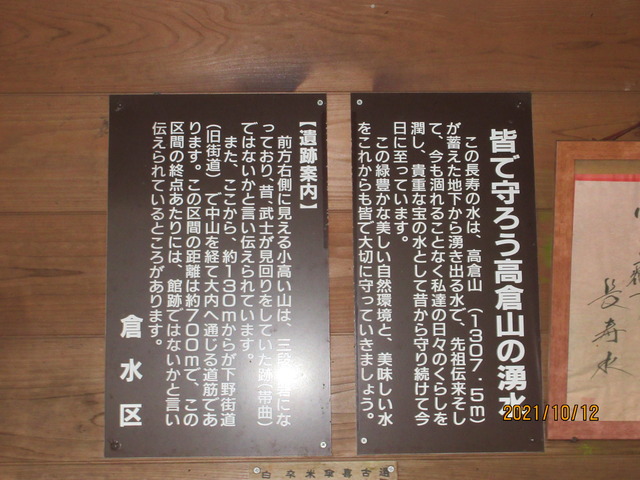 皆で守ろう高倉山の湧水
この長寿の水は、高倉山（1307.5m）
が蓄えた地下から湧き出る水で、先祖伝来そし
て、今も涸れることなく私達の日々のくらしを
潤し、貴重な宝の水として昔から守り続けて今
日に至っています。
この緑豊かな美しい自然環境と、美味しい水
をこれからも皆で大切に守っていきましょう。
【遺跡案内】
前方右側に見える小高い山は、三段
にな
っており、昔、武士が見回りをしていた跡（帯曲）
ではないかと言い伝えられています。
また、ここから、約130mからが下野街道
（旧街道）で中山を経て大内へ通じる道筋であ
ります。この区間の距離は約700mで、この
区間の終点あたりには、館跡ではないかと言い
伝えられているところがあります。
倉水区
長寿水
2021/10/12